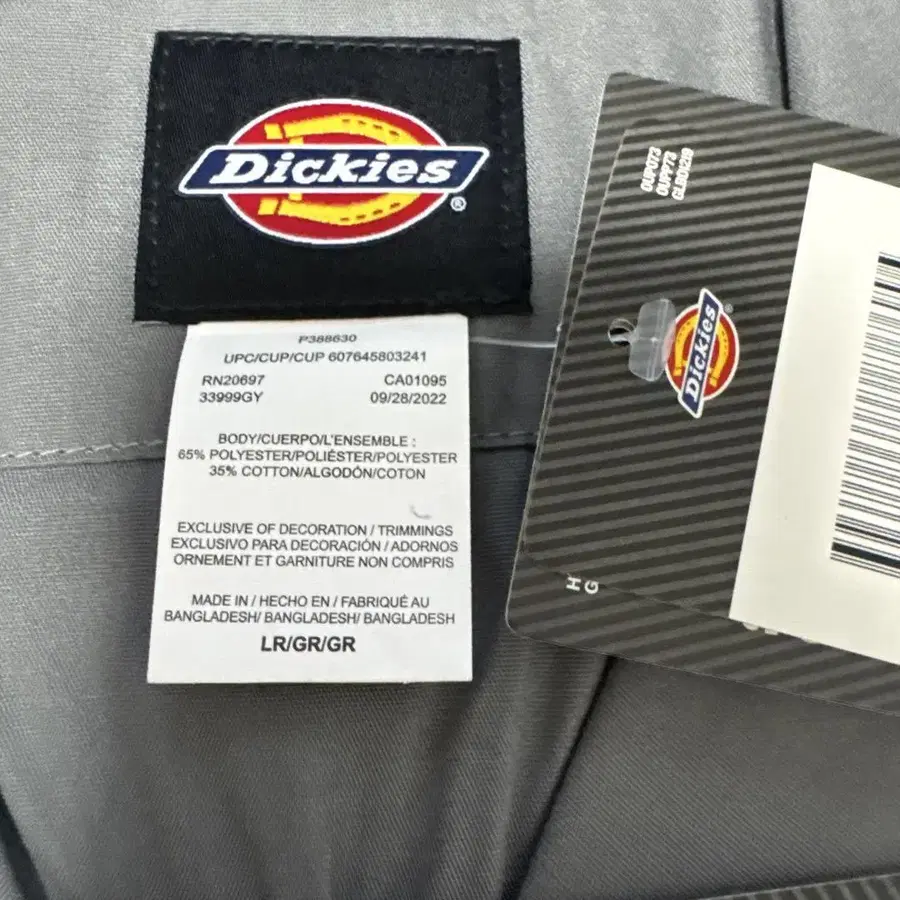 Dickies
®
P388630
UPC/CUP/CUP 607645803241
RN20697 CA01095
33999GY 09/28/2022
BODY/CUERPO/L'ENSEMBLE :
65% POLYESTER/POLIÉSTER/POLYESTER
35% COTTON/ALGODÓN/COTON
EXCLUSIVE OF DECORATION / TRIMMINGS
EXCLUSIVO PARA DECORACIÓN / ADORNOS
ORNEMENT ET GARNITURE NON COMPRIS
MADE IN / HECHO EN / FABRIQUÉ AU
BANGLADESH/ BANGLADESH/ BANGLADESH
LR/GR/GR
0UP073
0UPP73
Dickies
®
H
G